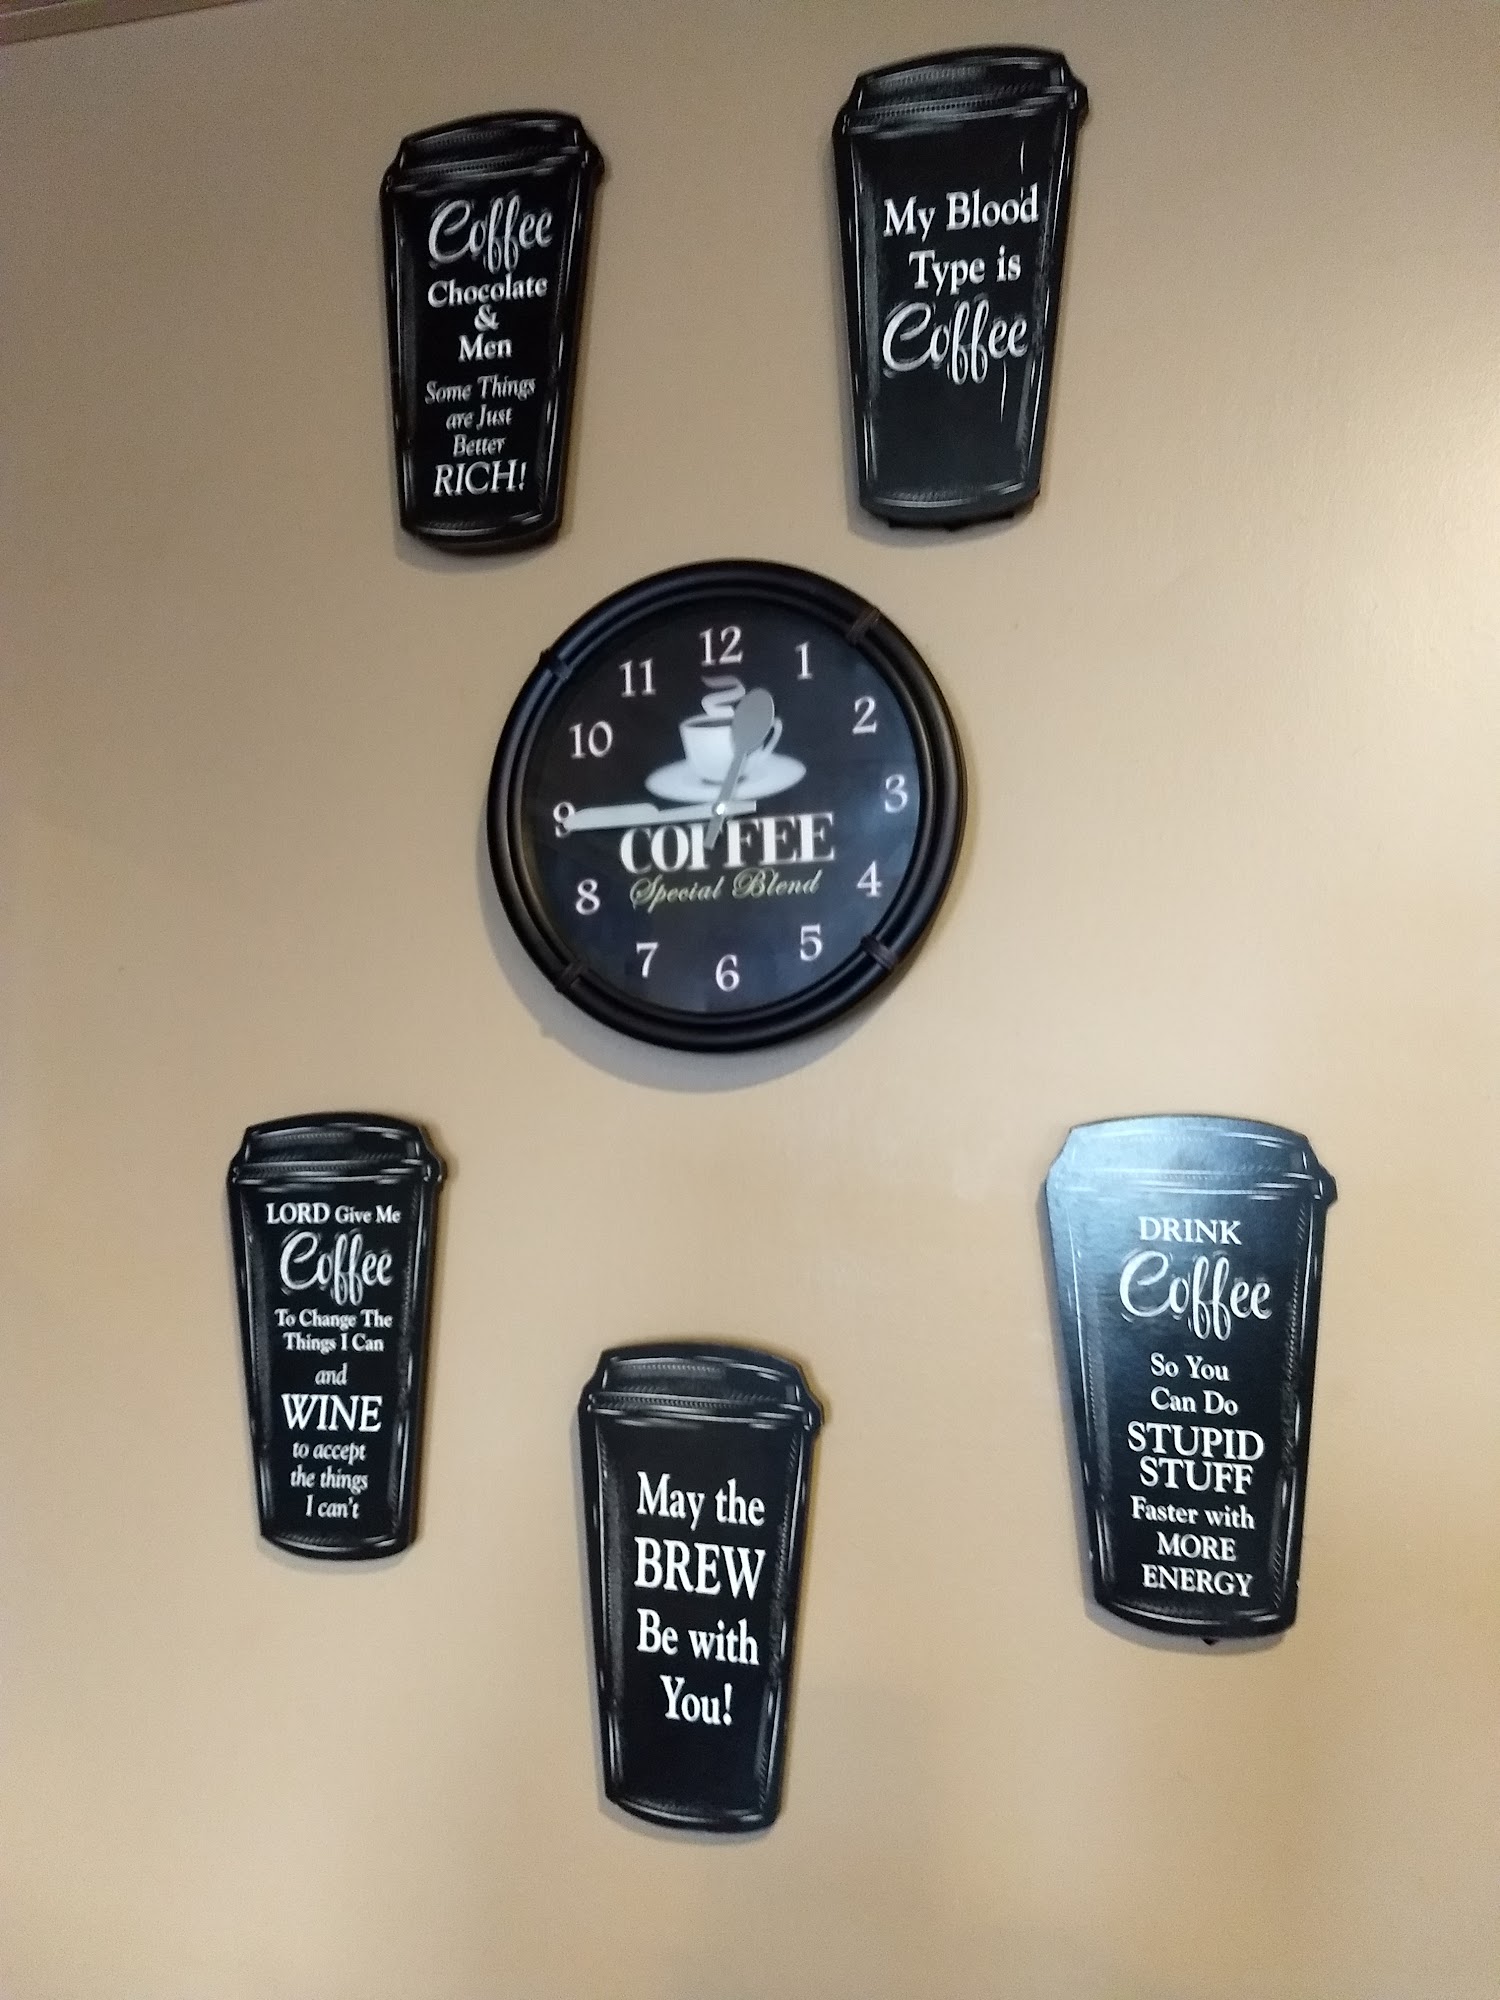 Coffee
Chocolate
&
Men
Some Things
are Just
Better
RICH!
My Blood
Type is
Coffee
12
1
2
3
4
5
6
7
8
9
10
11
COFFEE
Special Blend
LORD Give Me
Coffee
To Change The
Things I Can
and
WINE
to accept
the things
I can't
May the
BREW
Be with
You!
DRINK
Coffee
So You
Can Do
STUPID
STUFF
Faster with
MORE
ENERGY